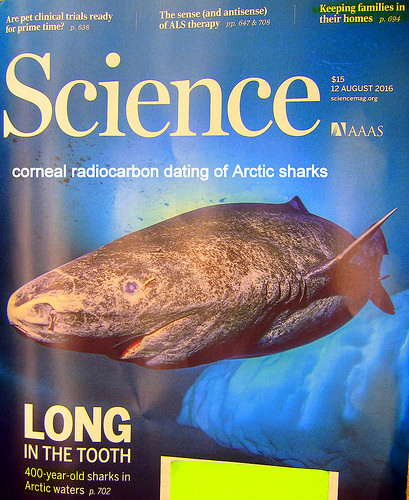 Are pet clinical trials ready
for prime time? p. 638
The sense (and antisense)
of ALS therapy pp. 647 & 708
Keeping families in
their homes p. 694
Science
$15
12 AUGUST 2016
sciencemag.org
AAAS
corneal radiocarbon dating of Arctic sharks
LONG
IN THE TOOTH
400-year-old sharks in
Arctic waters p. 702